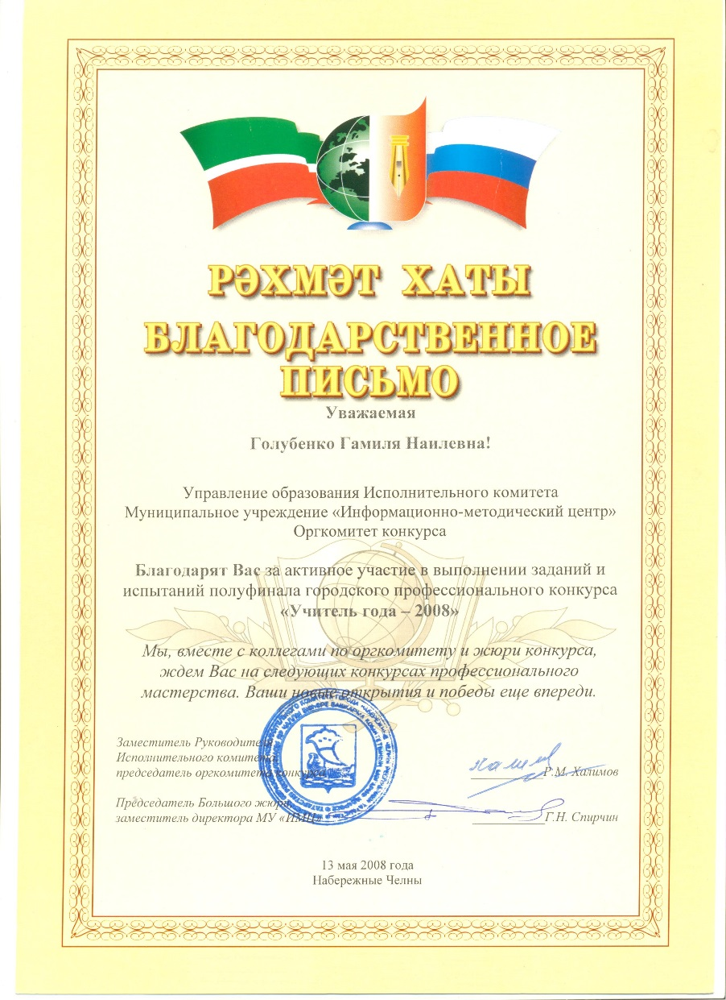 РӘХМӘТ ХАТЫ
БЛАГОДАРСТВЕННОЕ
ПИСЬМО
Уважаемая
Голубенко Гамиля Наилевна!
Управление образования Исполнительного комитета
Муниципальное учреждение «Информационно-методический центр»
Оргкомитет конкурса
Благодарят Вас за активное участие в выполнении заданий и
испытаний полуфинала городского профессионального конкурса
«Учитель года – 2008»
Мы, вместе с коллегами по оргкомитету и жюри конкурса,
ждем Вас на следующих конкурсах профессионального
мастерства. Ваши новые открытия и победы еще впереди.
Заместитель Руководителя
Исполнительного комитета,
председатель оргкомитета конкурса
Р.М. Халимов
Председатель Большого жюри,
заместитель директора МУ «ИМЦ»
Г.Н. Спирчин
13 мая 2008 года
Набережные Челны